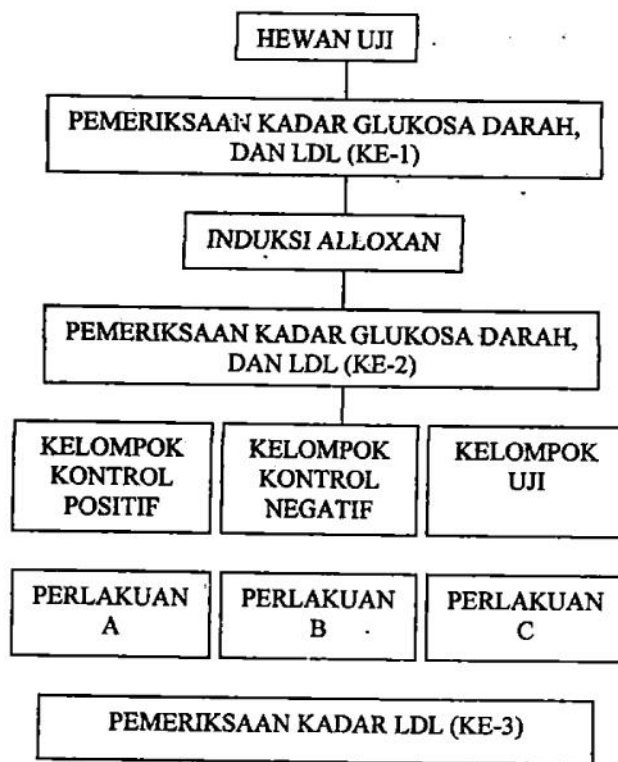 HEWAN UJI
PEMERIKSAAN KADAR GLUKOSA DARAH,
DAN LDL (KE-1)
INDUKSI ALLOXAN
PEMERIKSAAN KADAR GLUKOSA DARAH,
DAN LDL (KE-2)
KELOMPOK
KONTROL
POSITIF
KELOMPOK
KONTROL
NEGATIF
KELOMPOK
UJI
PERLAKUAN
A
PERLAKUAN
B
PERLAKUAN
C
PEMERIKSAAN KADAR LDL (KE-3)